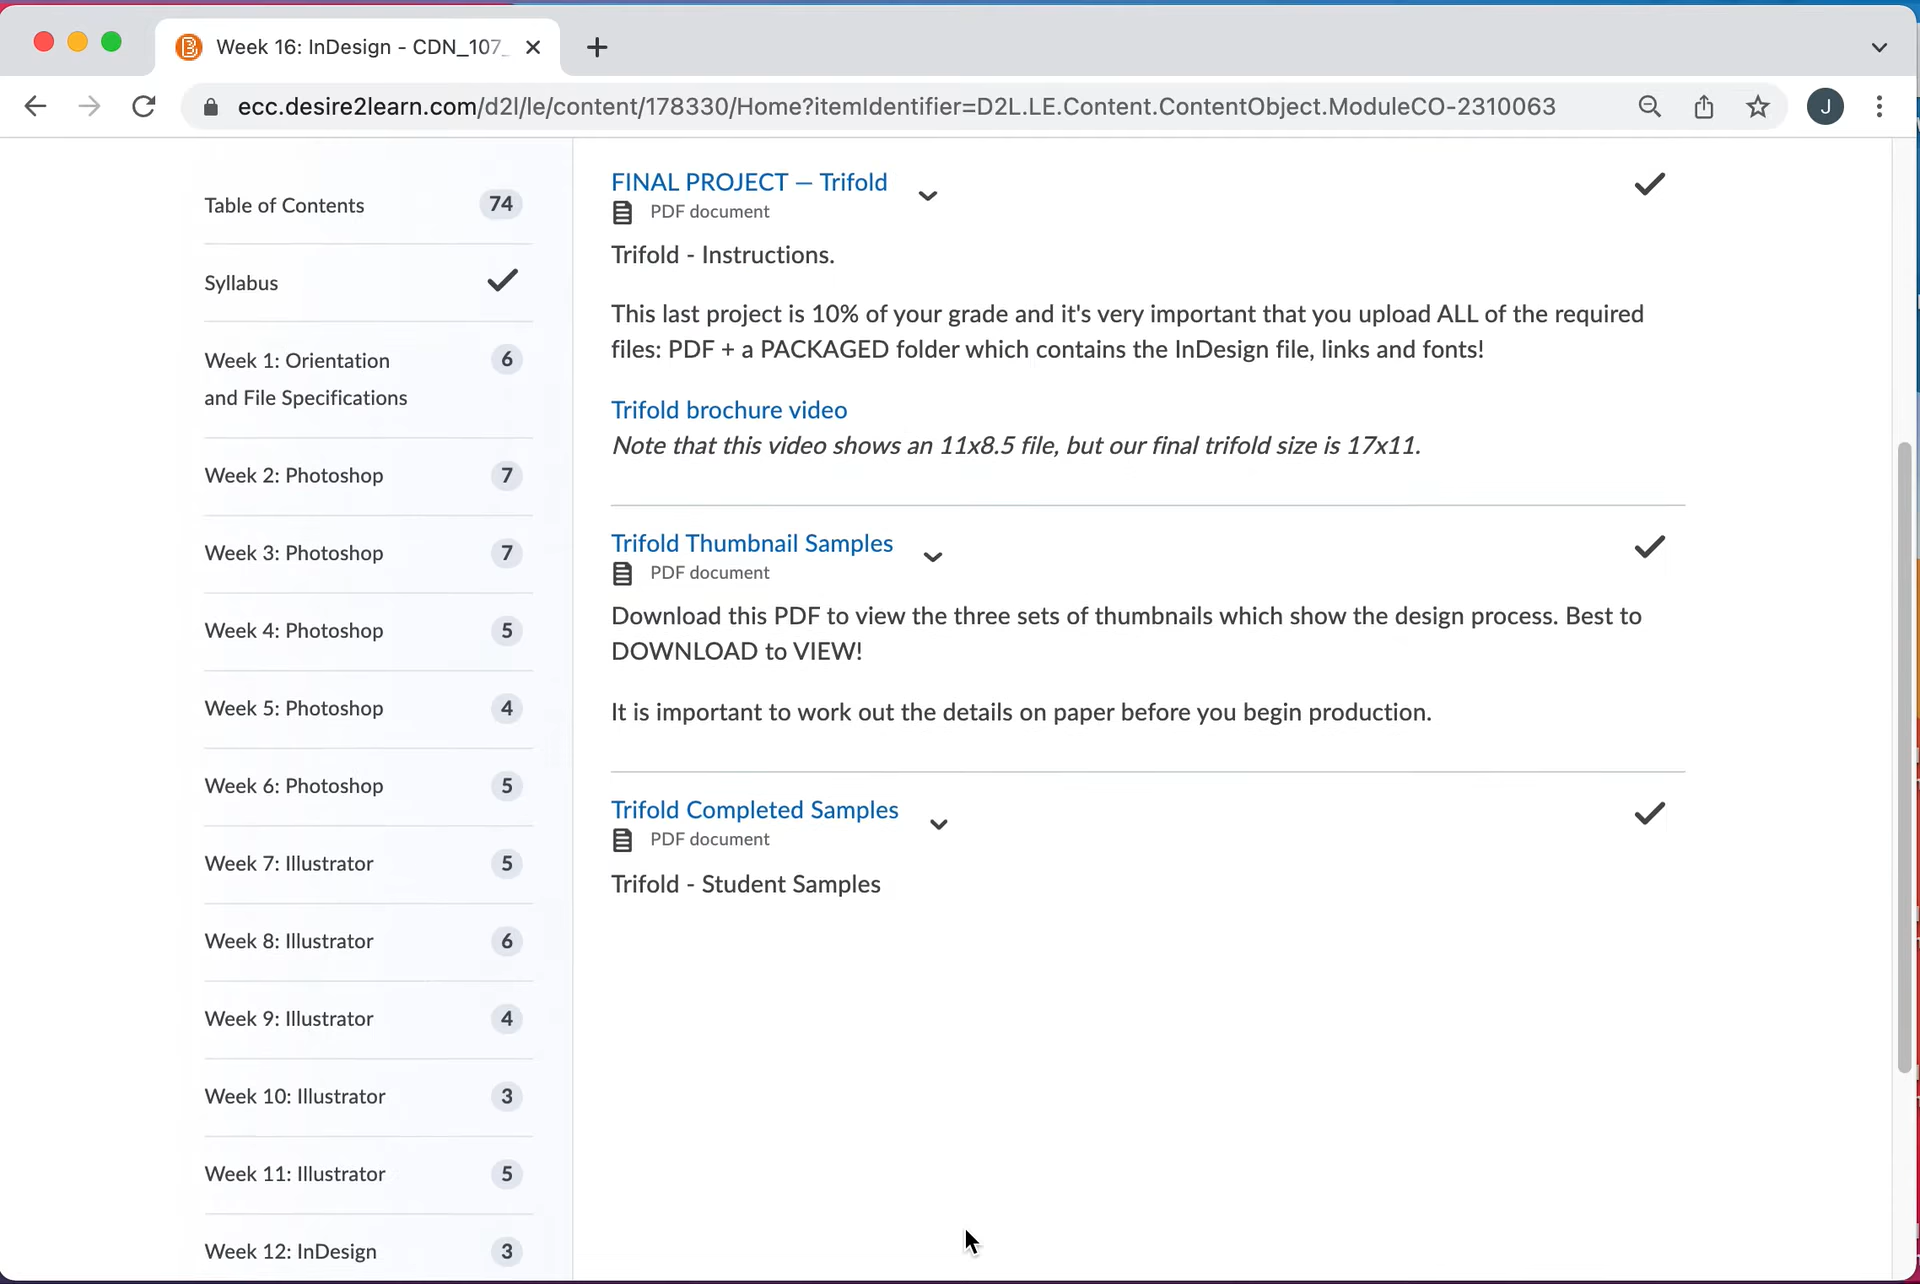 Week 16: InDesign - CDN_107_
ecc.desire2learn.com/d2l/le/content/178330/Home?itemIdentifier=D2L.LE.Content.ContentObject.ModuleCO-2310063
J
Table of Contents 74
Syllabus
Week 1: Orientation 6
and File Specifications
Week 2: Photoshop 7
Week 3: Photoshop 7
Week 4: Photoshop 5
Week 5: Photoshop 4
Week 6: Photoshop 5
Week 7: Illustrator 5
Week 8: Illustrator 6
Week 9: Illustrator 4
Week 10: Illustrator 3
Week 11: Illustrator 5
Week 12: InDesign 3
FINAL PROJECT — Trifold
PDF document
Trifold - Instructions.
This last project is 10% of your grade and it's very important that you upload ALL of the required
files: PDF + a PACKAGED folder which contains the InDesign file, links and fonts!
Trifold brochure video
Note that this video shows an 11x8.5 file, but our final trifold size is 17x11.
Trifold Thumbnail Samples
PDF document
Download this PDF to view the three sets of thumbnails which show the design process. Best to
DOWNLOAD to VIEW!
It is important to work out the details on paper before you begin production.
Trifold Completed Samples
PDF document
Trifold - Student Samples